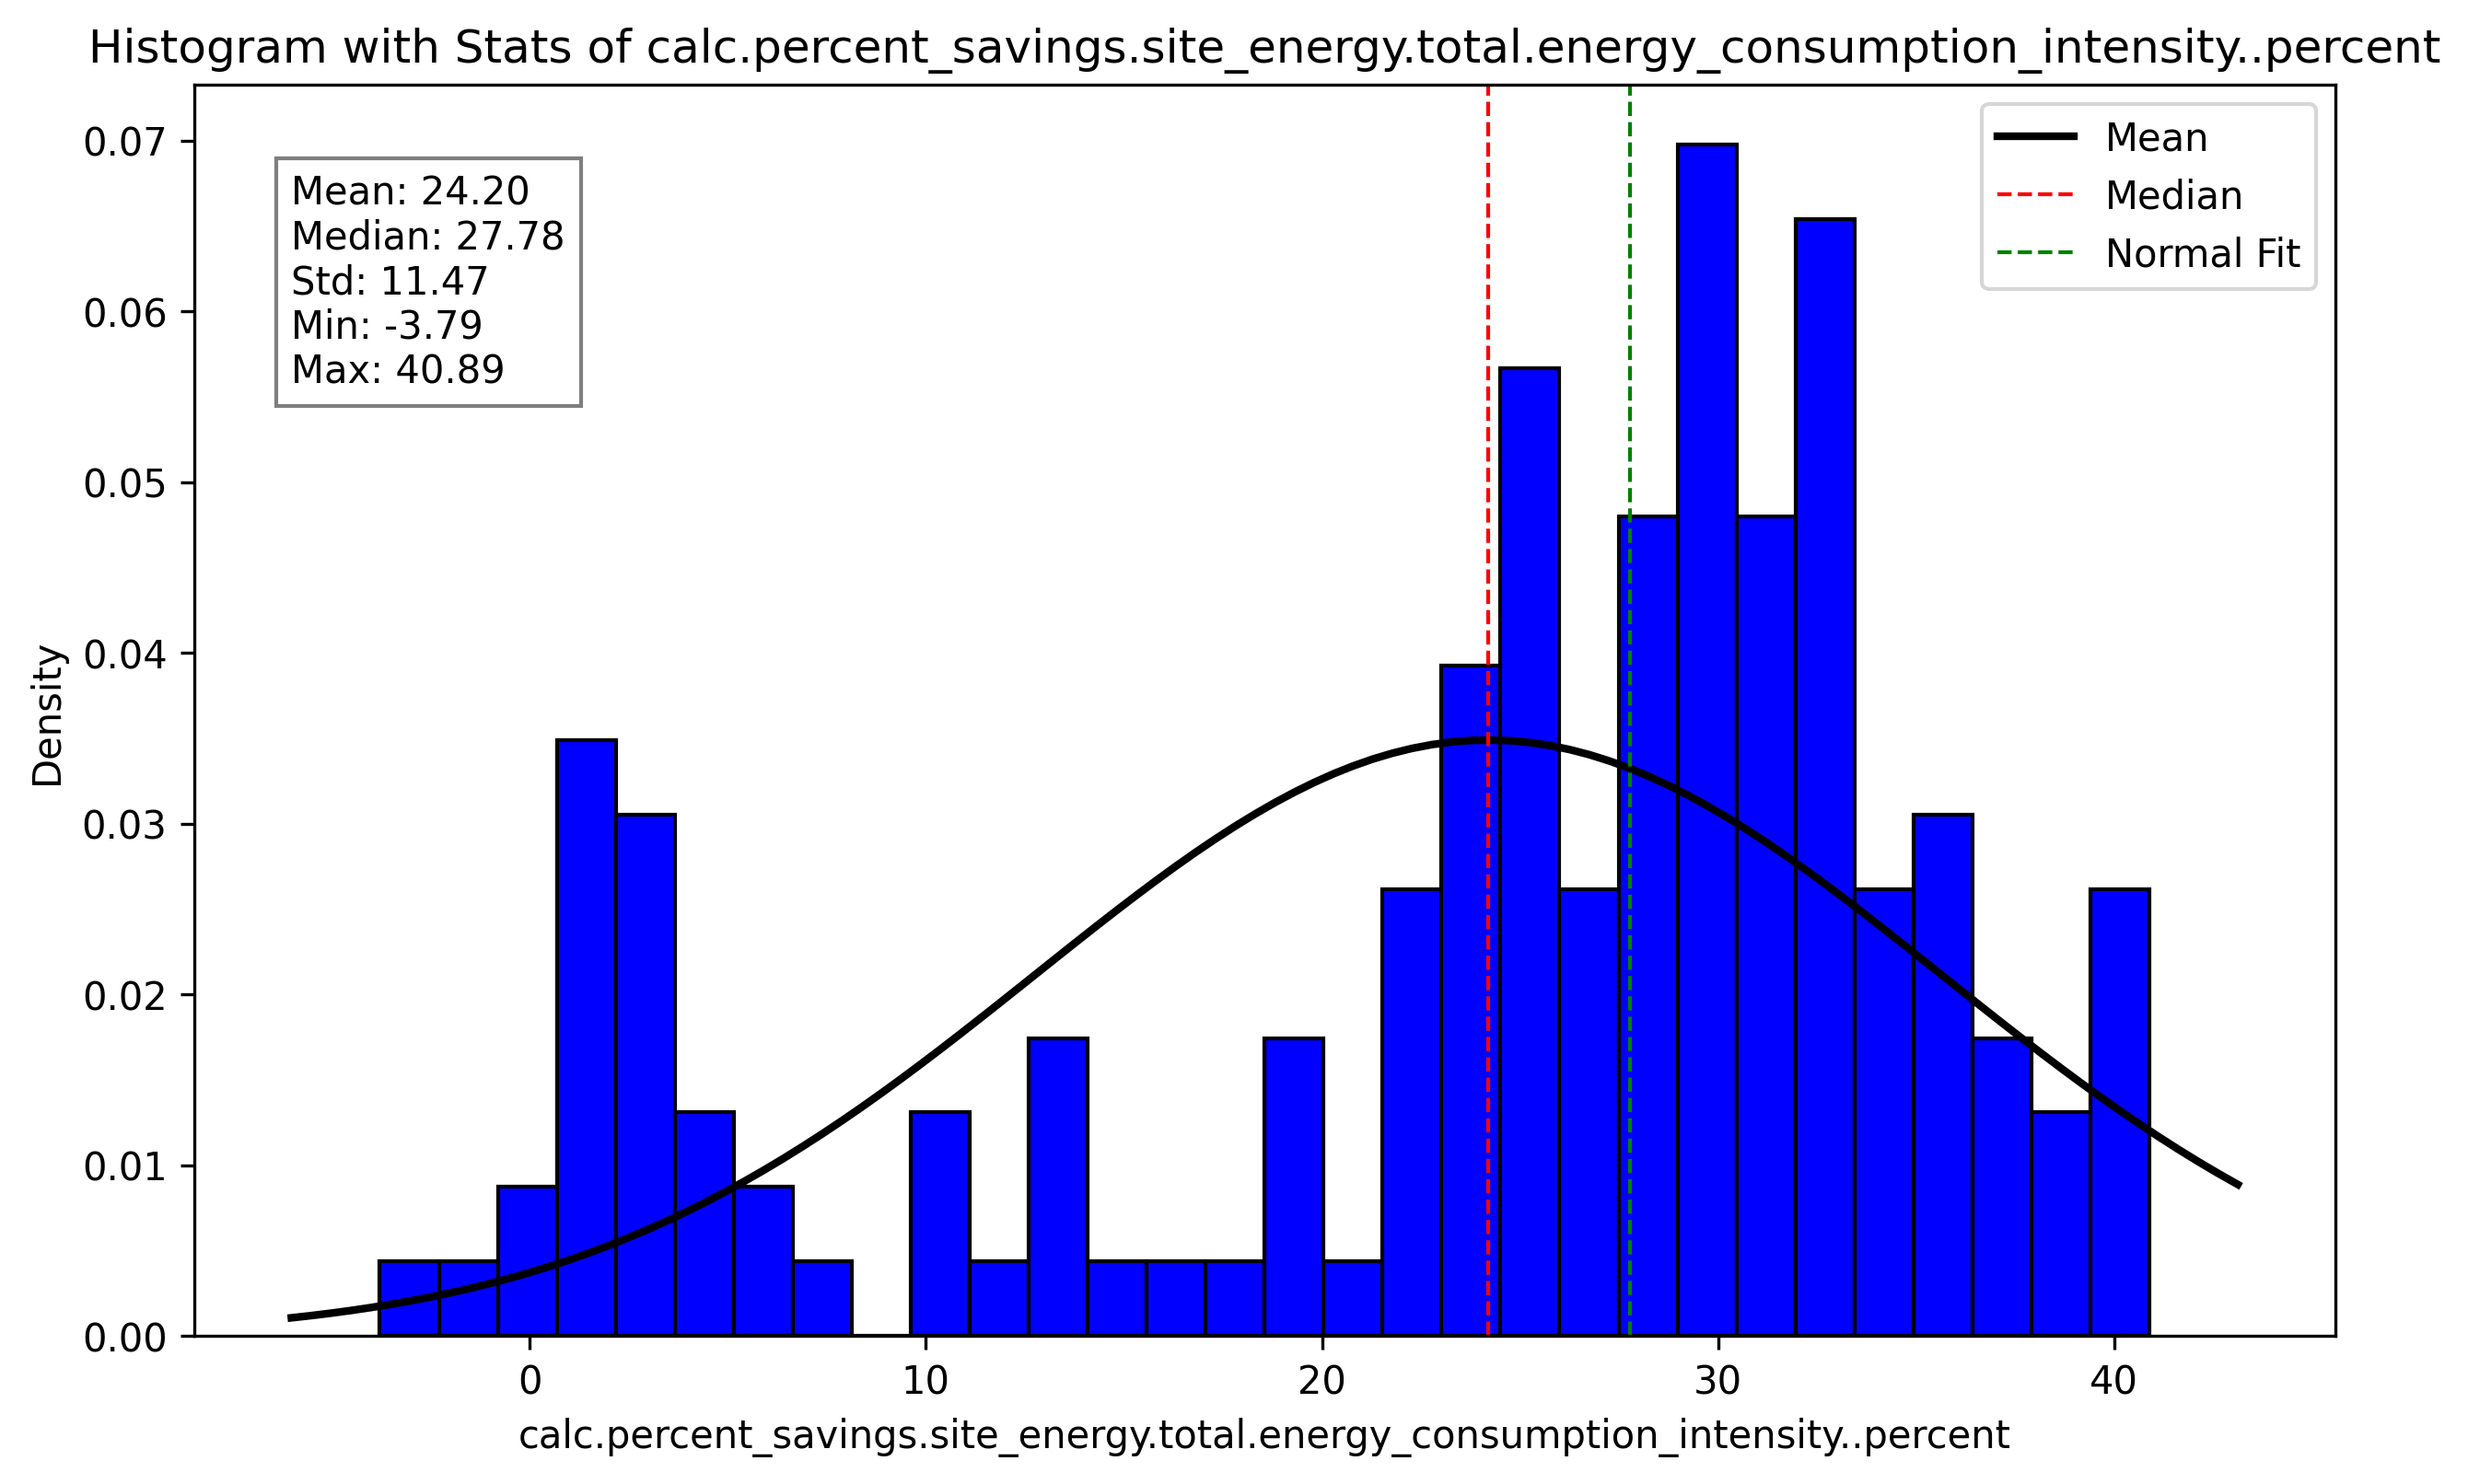 Histogram with Stats of calc.percent_savings.site_energy.total.energy_consumption_intensity..percent
Mean: 24.20
Median: 27.78
Std: 11.47
Min: -3.79
Max: 40.89
Mean
Median
Normal Fit
Density
0.07
0.06
0.05
0.04
0.03
0.02
0.01
0.00
0
10
20
30
40
calc.percent_savings.site_energy.total.energy_consumption_intensity..percent